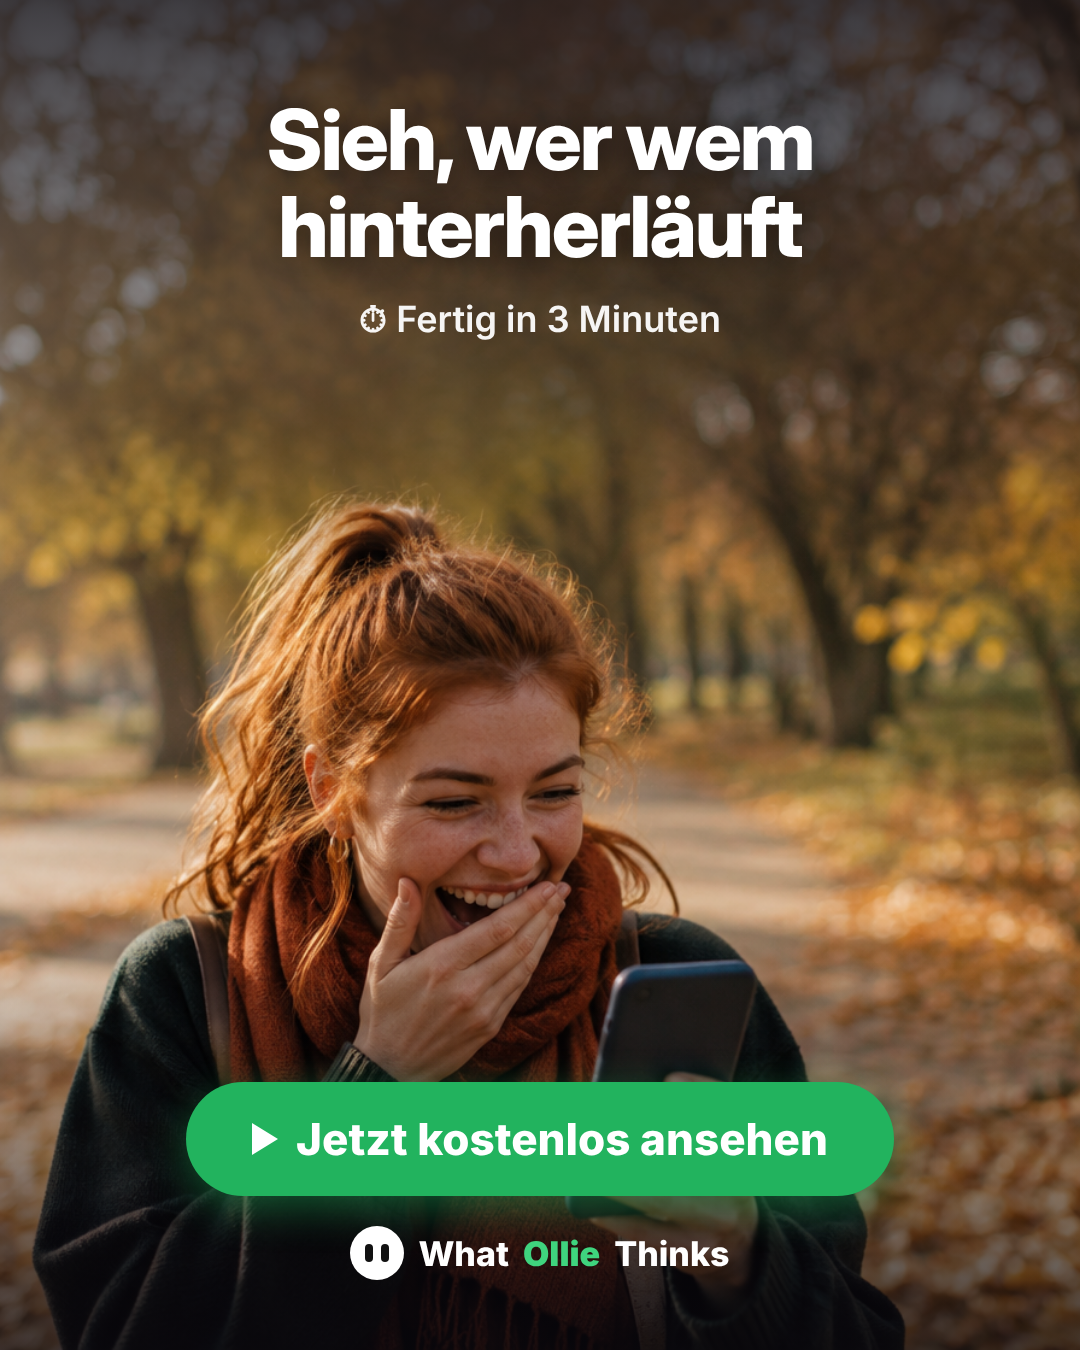 Sieh, wer wem
hinterherläuft
⏱ Fertig in 3 Minuten
▶ Jetzt kostenlos ansehen
What Ollie Thinks